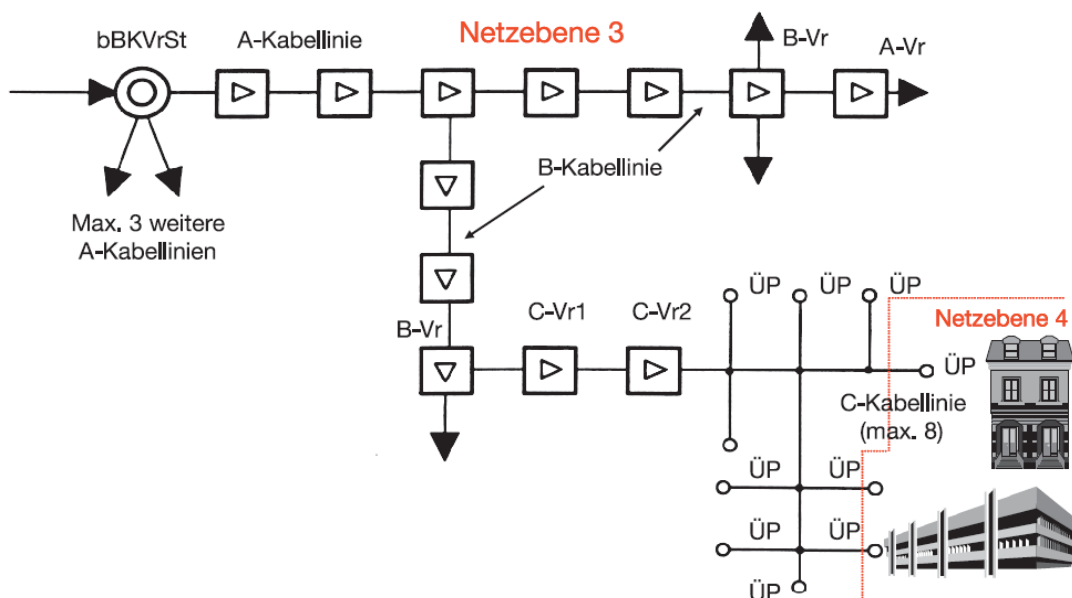 bBKVrSt
A-Kabellinie
Netzebene 3
B-Vr
A-Vr
B-Kabellinie
Max. 3 weitere
A-Kabellinien
ÜP
ÜP
ÜP
B-Vr
C-Vr1
C-Vr2
Netzebene 4
ÜP
C-Kabellinie
(max. 8)
ÜP
ÜP
ÜP
ÜP
ÜP